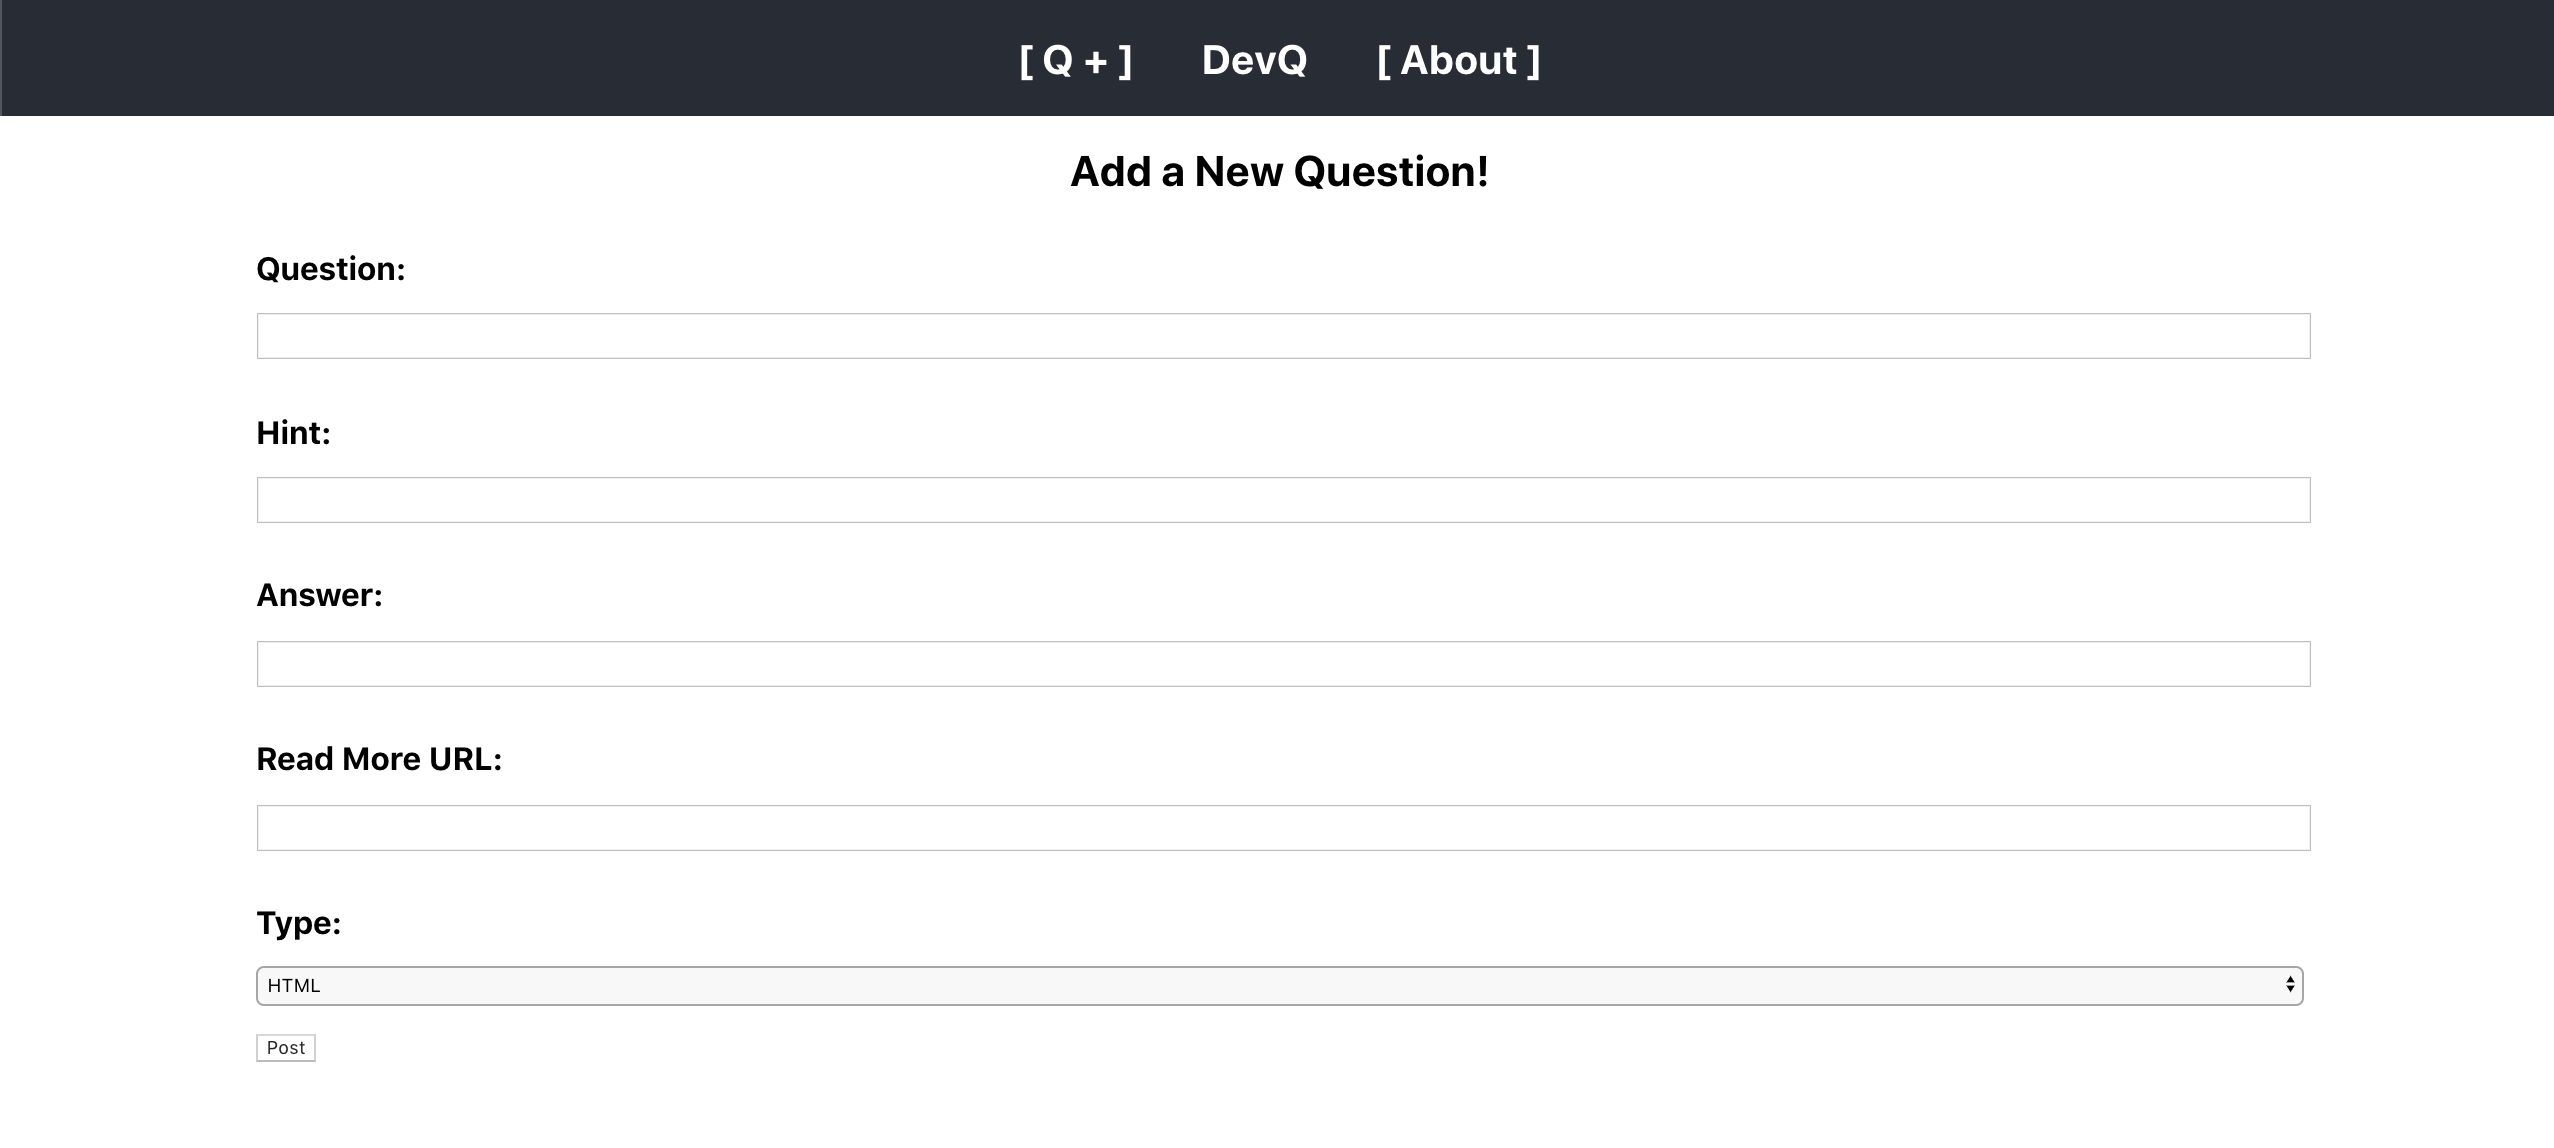 [ Q + ] DevQ [ About ]
Add a New Question!
Question:
Hint:
Answer:
Read More URL:
Type:
HTML
Post